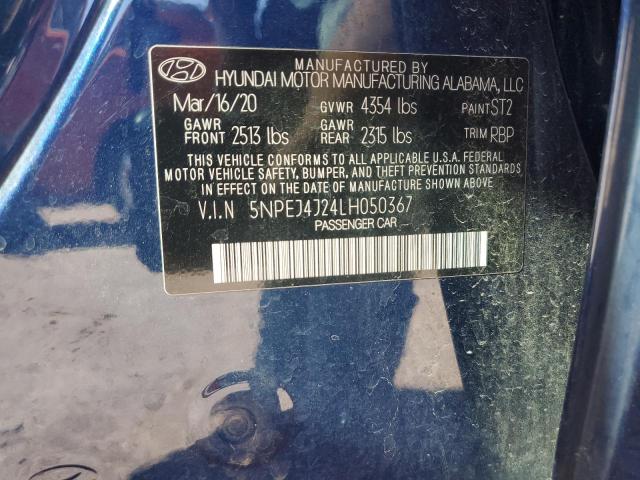 MANUFACTURED BY
HYUNDAI MOTOR MANUFACTURING ALABAMA, LLC
Mar/16/20 GVWR 4354 lbs PAINT ST2
GAWR FRONT 2513 lbs GAWR REAR 2315 lbs TRIM RBP
THIS VEHICLE CONFORMS TO ALL APPLICABLE U.S.A. FEDERAL
MOTOR VEHICLE SAFETY, BUMPER, AND THEFT PREVENTION STANDARDS
IN EFFECT ON THE DATE OF MANUFACTURE SHOWN ABOVE.
V.I.N 5NPEJ4J24LH050367
PASSENGER CAR